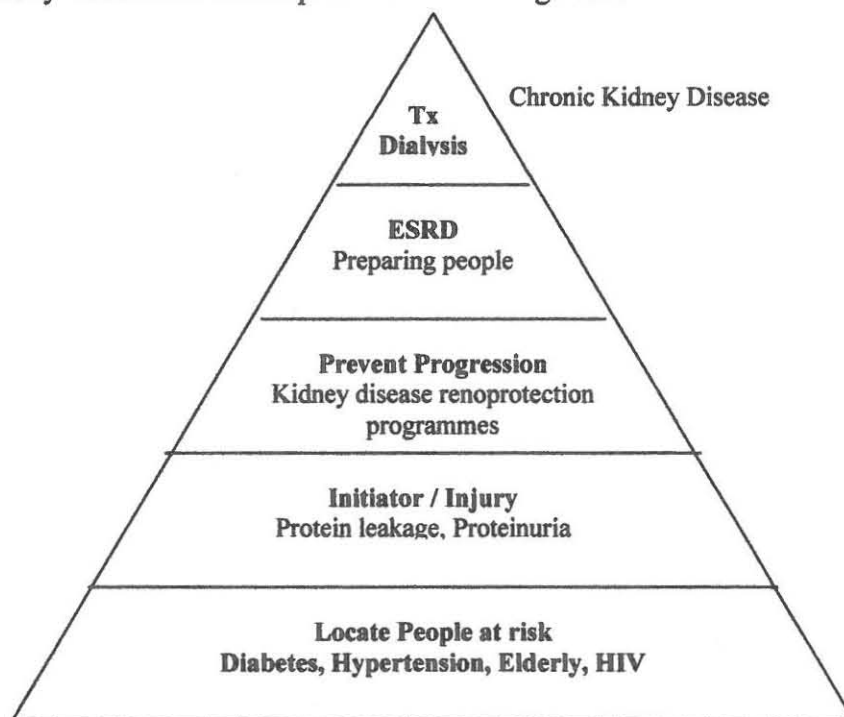 Chronic Kidney Disease
Tx
Dialysis
ESRD
Preparing people
Prevent Progression
Kidney disease renoprotection
programmes
Initiator / Injury
Protein leakage, Proteinuria
Locate People at risk
Diabetes, Hypertension, Elderly, HIV